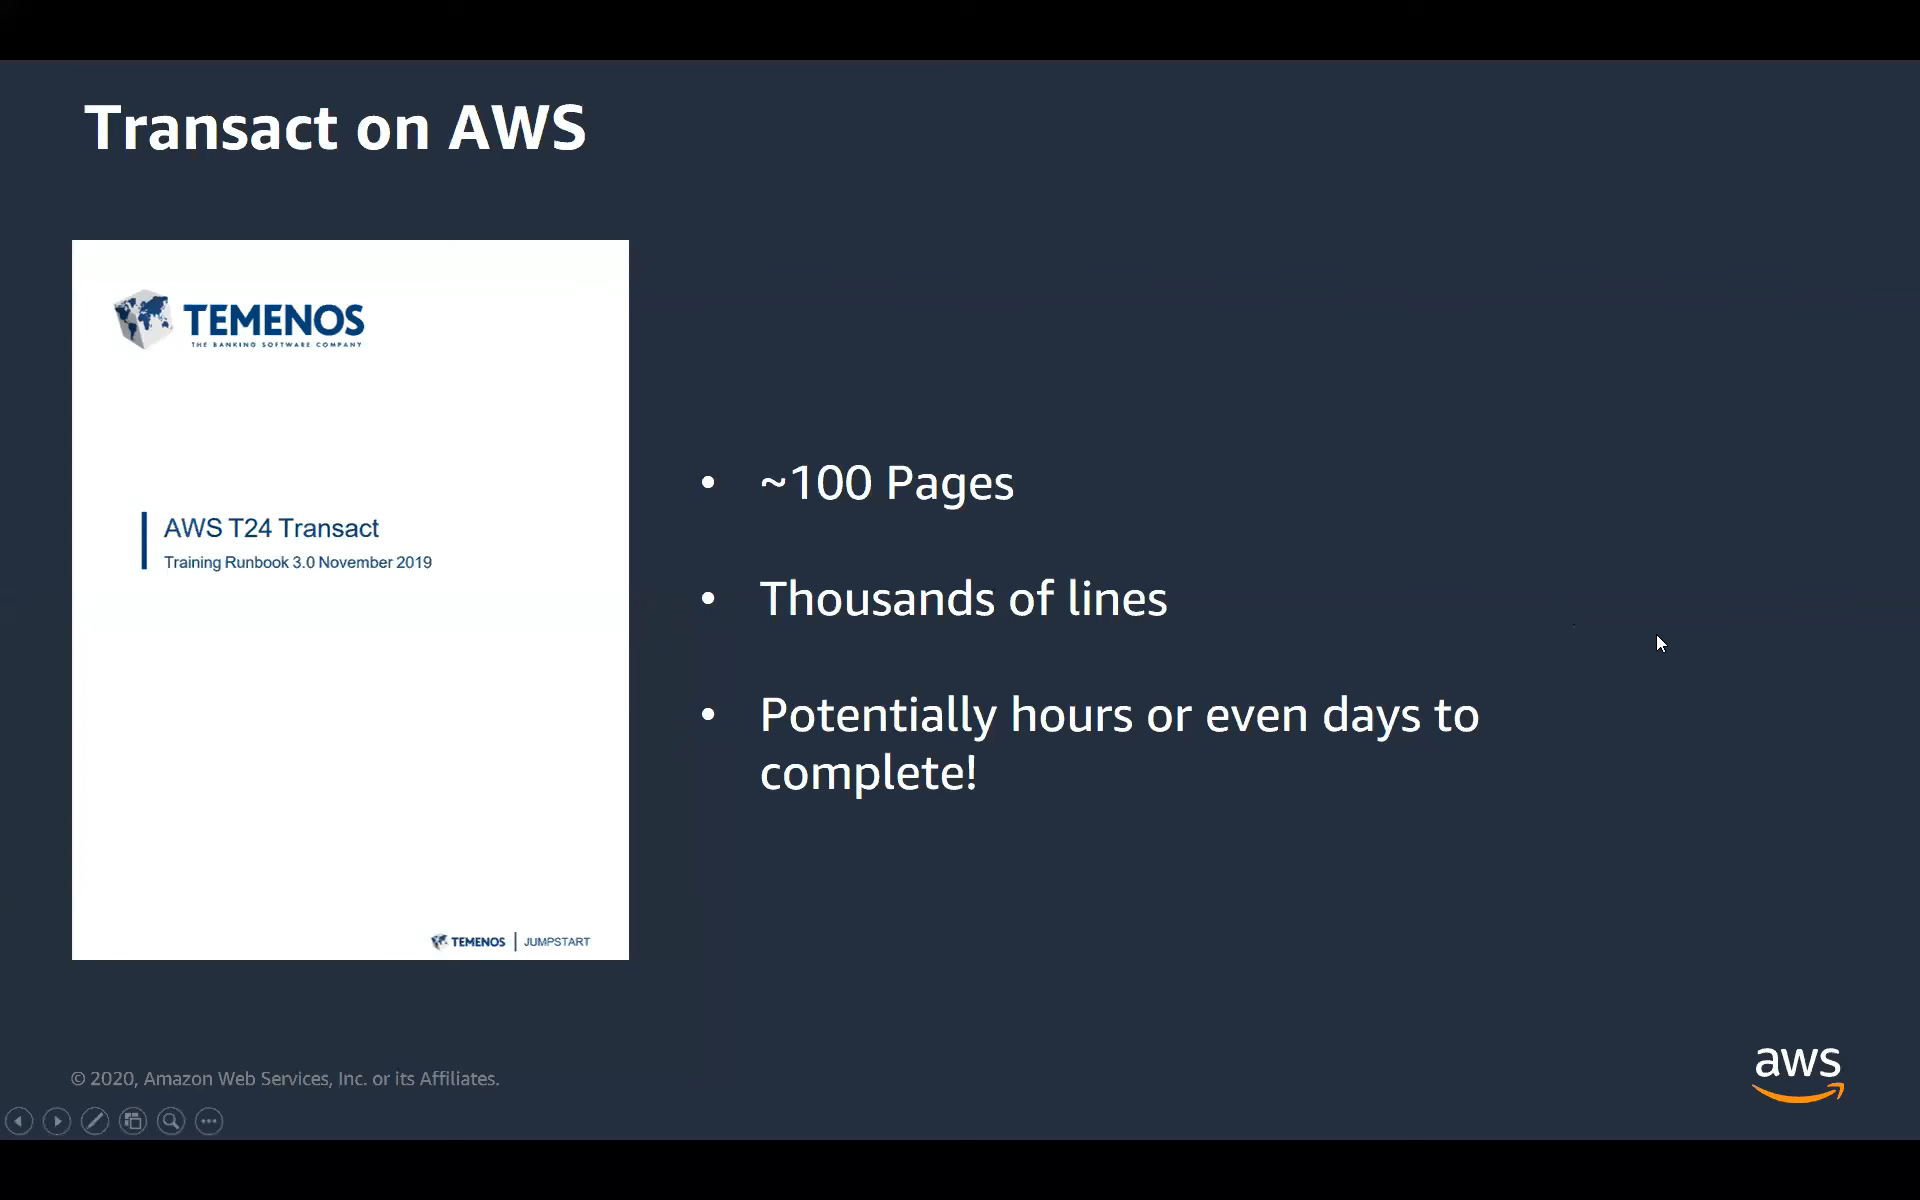 Transact on AWS
TEMENOS
THE BANKING SOFTWARE COMPANY
AWS T24 Transact
Training Runbook 3.0 November 2019
TEMENOS | JUMPSTART
• ~100 Pages
• Thousands of lines
• Potentially hours or even days to
complete!
© 2020, Amazon Web Services, Inc. or its Affiliates.
aws